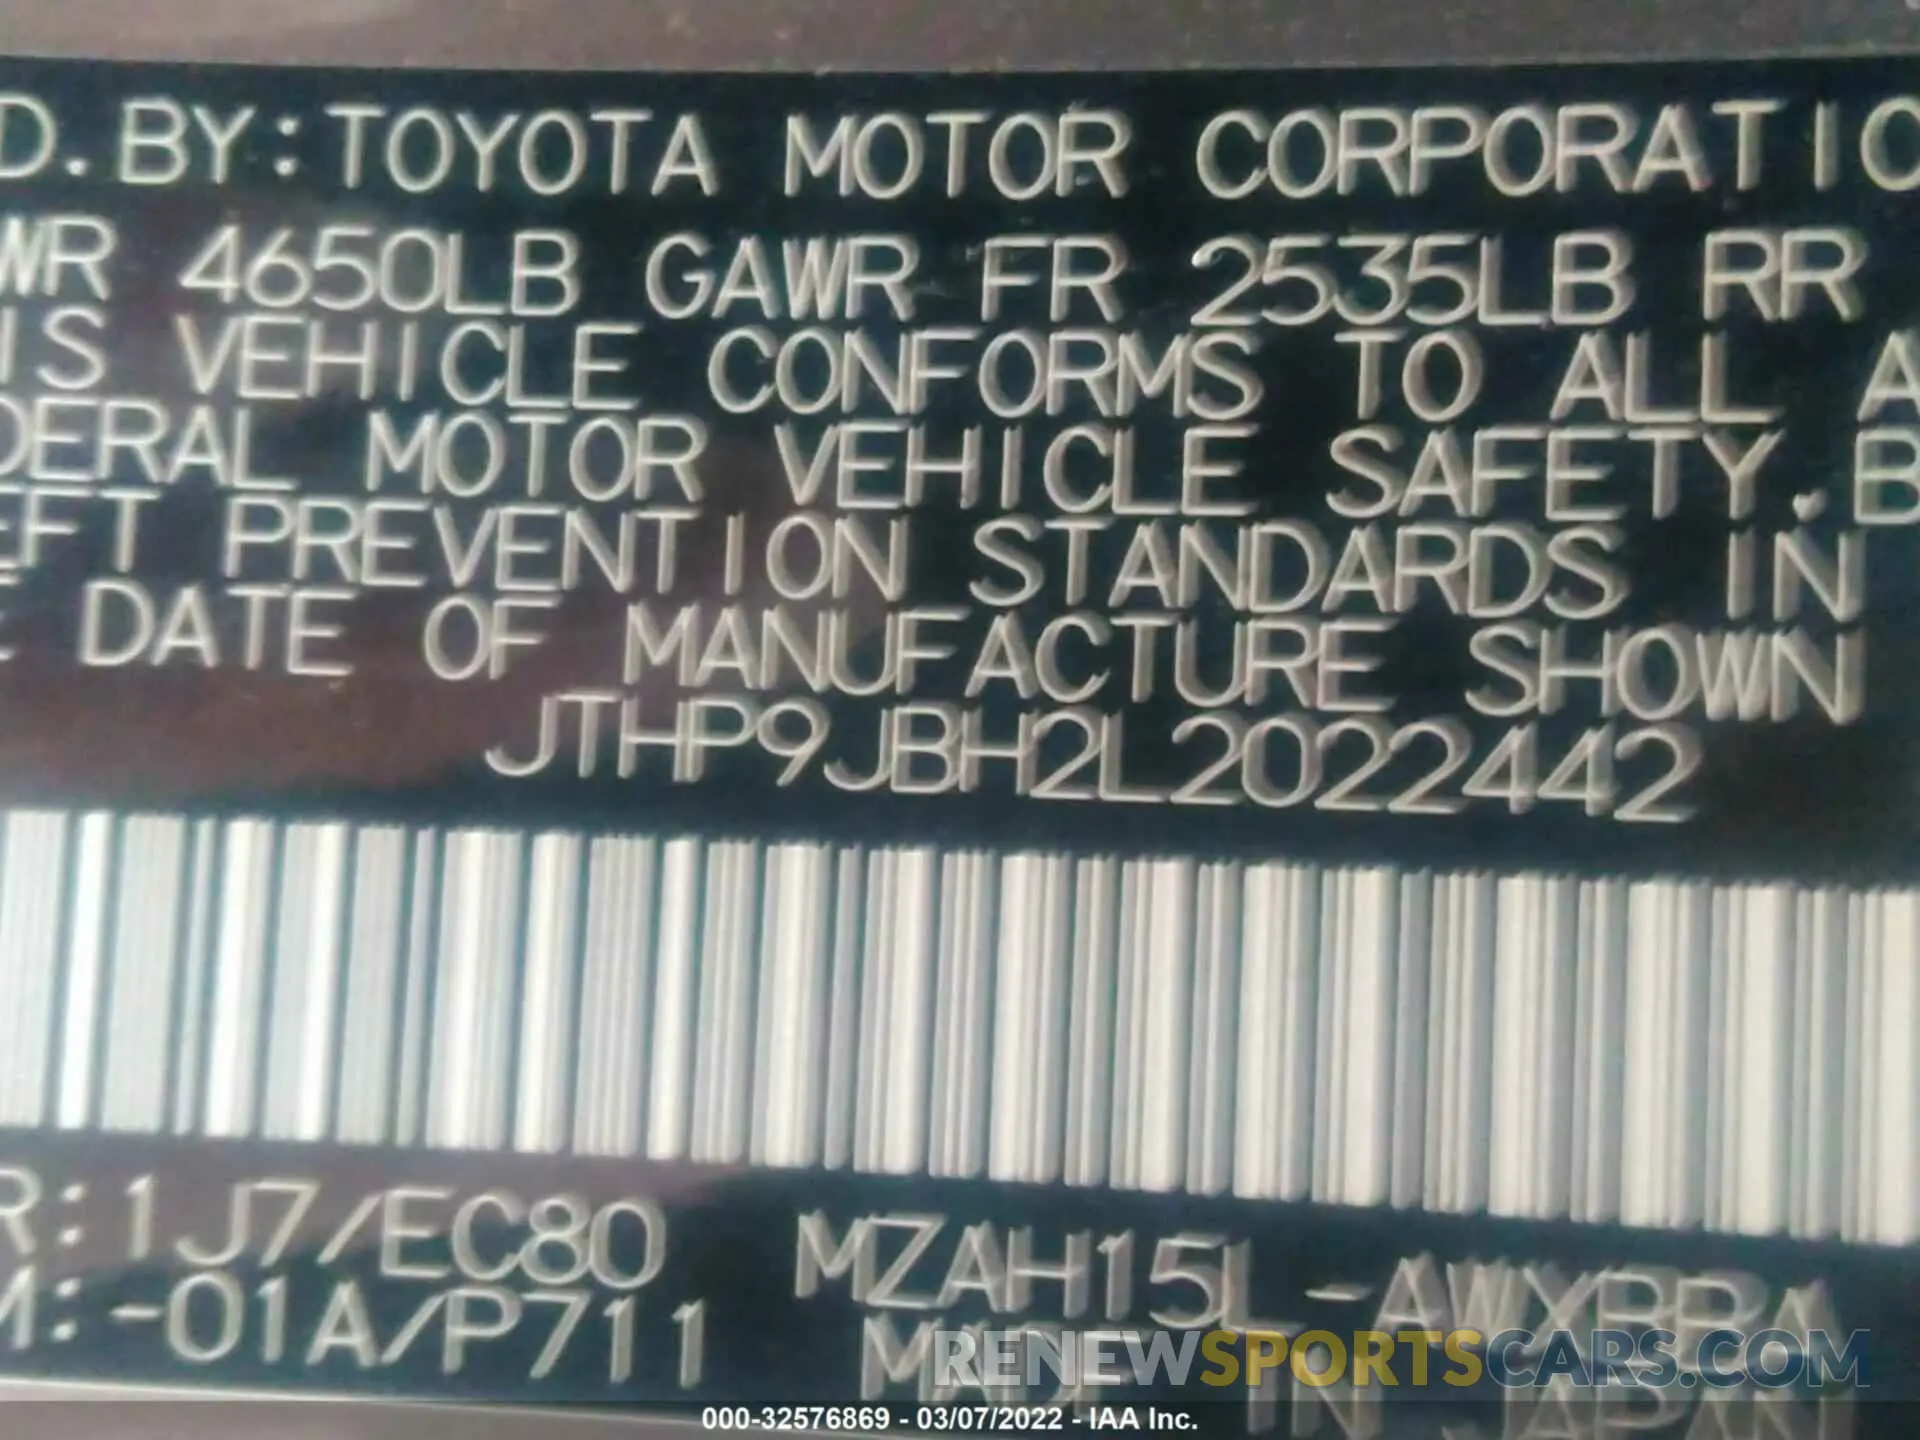 D.BY:TOYOTA MOTOR CORPORATIO
WR 4650LB GAWR FR 2535LB RR
IS VEHICLE CONFORMS TO ALL A
DERAL MOTOR VEHICLE SAFETY.B
EFT PREVENTION STANDARDS IN
E DATE OF MANUFACTURE SHOWN
JTHP9JBH2L2022442
R:1J7/EC80 MZAH15L-AWXBBA
M:-01A/P711 MADE IN JAPAN
RENEWSPORTSCARS.COM
000-32576869 - 03/07/2022 - IAA Inc.